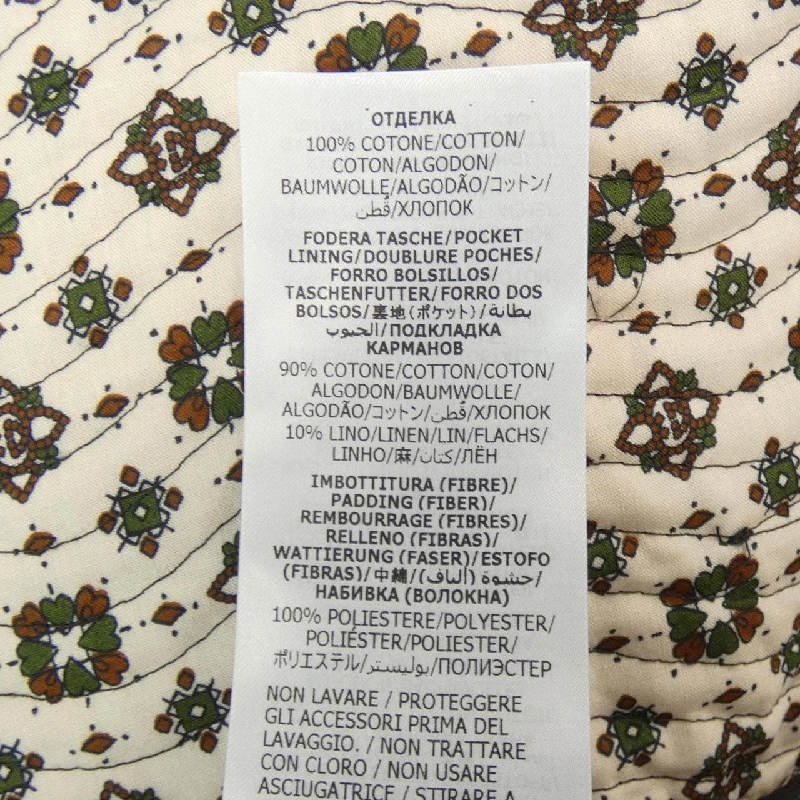 ОТДЕЛКА
100% COTONE/COTTON/
COTON/ALGODON/
BAUMWOLLE/ALGODÃO/コットン/
قطن/ХЛОПОК
FODERA TASCHE/POCKET
LINING/DOUBLURE POCHES/
FORRO BOLSILLOS/
TASCHENFUTTER/FORRO DOS
BOLSOS/裏地(ポケット)/بطانة
الجيوب/ПОДКЛАДКА
КАРМАНОВ
90% COTONE/COTTON/COTON/
ALGODON/BAUMWOLLE/
ALGODÃO/コットン/قطن/ХЛОПОК
10% LINO/LINEN/LIN/FLACHS/
LINHO/麻/كتان/ЛЁН
IMBOTTITURA (FIBRE)/
PADDING (FIBER)/
REMBOURRAGE (FIBRES)/
RELLENO (FIBRAS)/
WATTIERUNG (FASER)/ESTOFO
(FIBRAS)/中綿/حشوة (ألياف)/
НАБИВКА (ВОЛОКНА)
100% POLIESTERE/POLYESTER/
POLIÉSTER/POLIESTER/
ポリエステル/بوليستر/ПОЛИЭСТЕР
NON LAVARE / PROTEGGERE
GLI ACCESSORI PRIMA DEL
LAVAGGIO. / NON TRATTARE
CON CLORO / NON USARE
ASCIUGATRICE / STIRARE A